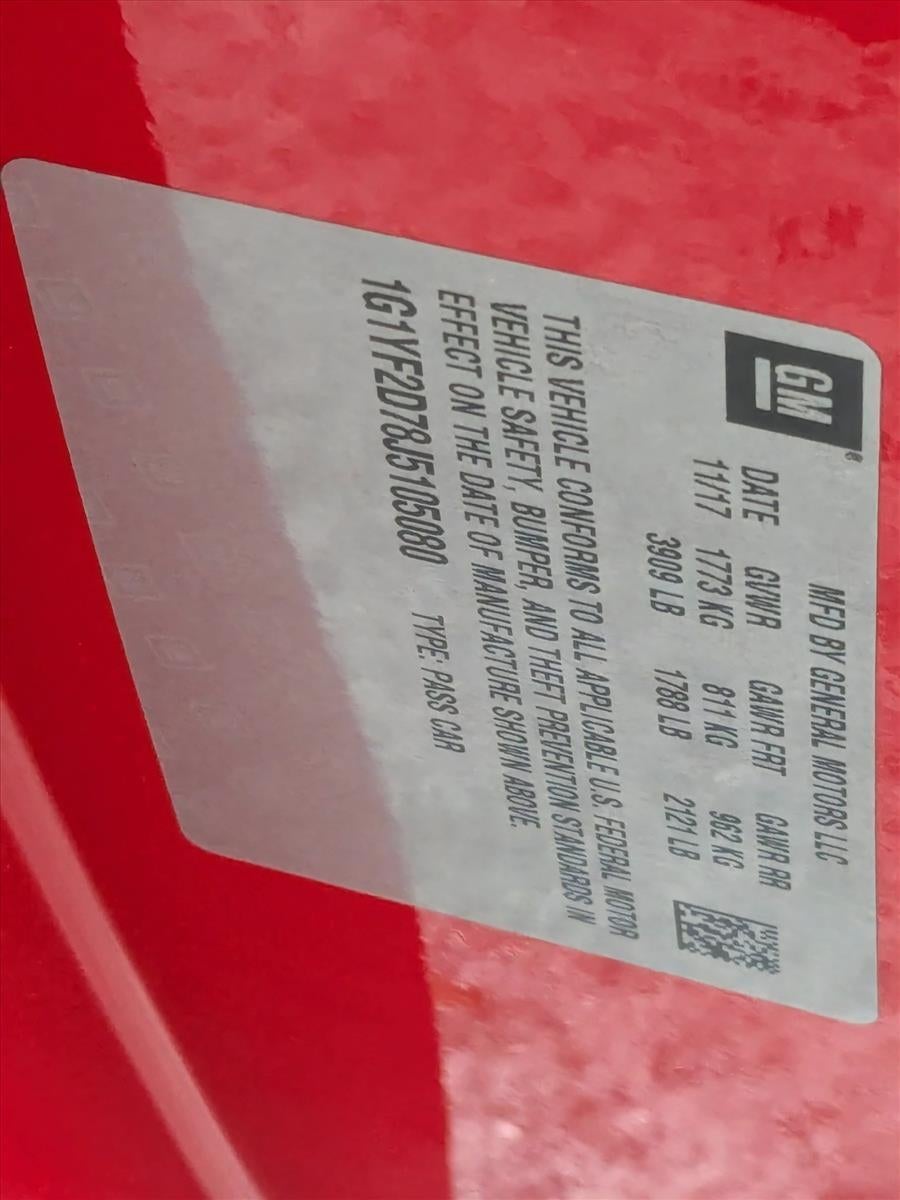 GM®
MFD BY GENERAL MOTORS LLC
DATE GVWR GAWR FRT GAWR RR
11/17 1773 KG 811 KG 962 KG
3909 LB 1788 LB 2121 LB
THIS VEHICLE CONFORMS TO ALL APPLICABLE U.S. FEDERAL MOTOR
VEHICLE SAFETY, BUMPER, AND THEFT PREVENTION STANDARDS IN
EFFECT ON THE DATE OF MANUFACTURE SHOWN ABOVE.
1G1YF2D78J5105080 TYPE: PASS CAR